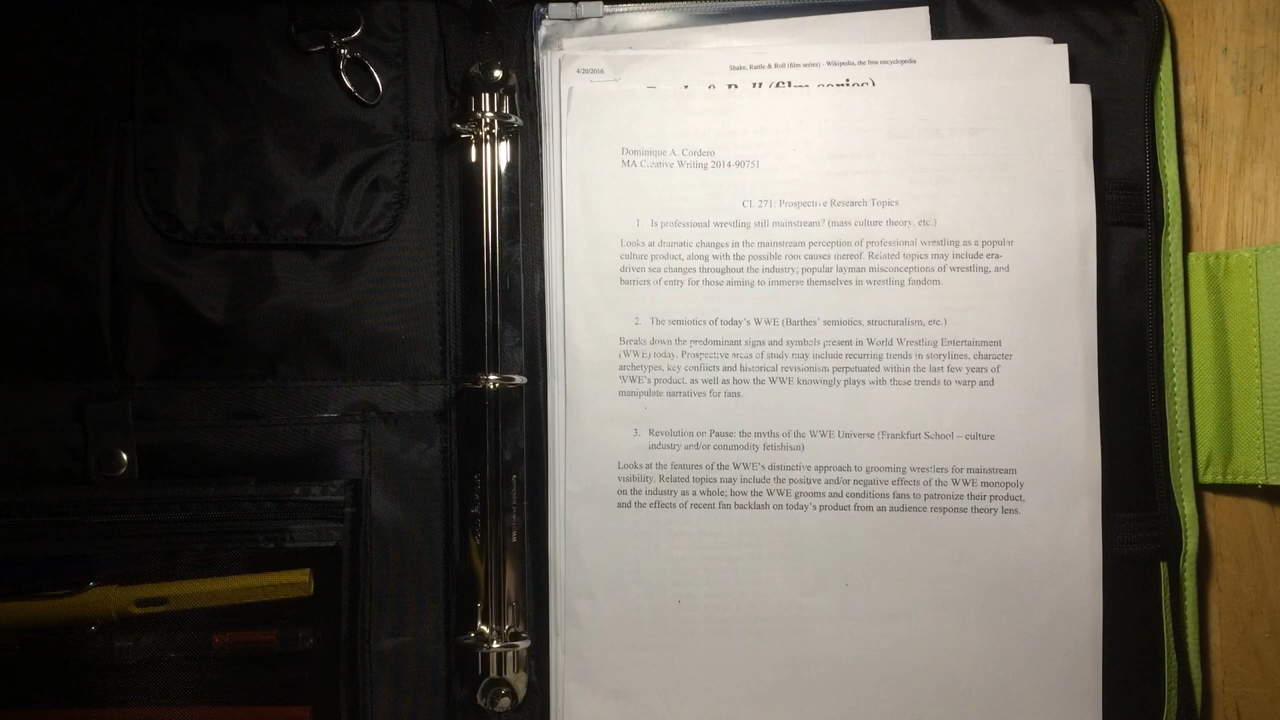 4/20/2016
Shake, Rattle & Roll (film series) - Wikipedia, the free encyclopedia
Dominique A. Cordero
MA Creative Writing 2014-90751
CL 271: Prospective Research Topics
1. Is professional wrestling still mainstream? (mass culture theory, etc.)
Looks at dramatic changes in the mainstream perception of professional wrestling as a popular
culture product, along with the possible root causes thereof. Related topics may include era-
driven sea changes throughout the industry; popular layman misconceptions of wrestling, and
barriers of entry for those aiming to immerse themselves in wrestling fandom.
2. The semiotics of today's WWE (Barthes' semiotics, structuralism, etc.)
Breaks down the predominant signs and symbols present in World Wrestling Entertainment
(WWE) today. Prospective areas of study may include recurring trends in storylines, character
archetypes, key conflicts and historical revisionism perpetuated within the last few years of
WWE's product, as well as how the WWE knowingly plays with these trends to warp and
manipulate narratives for fans.
3. Revolution on Pause: the myths of the WWE Universe (Frankfurt School – culture
industry and/or commodity fetishism)
Looks at the features of the WWE's distinctive approach to grooming wrestlers for mainstream
visibility. Related topics may include the positive and/or negative effects of the WWE monopoly
on the industry as a whole; how the WWE grooms and conditions fans to patronize their product,
and the effects of recent fan backlash on today's product from an audience response theory lens.